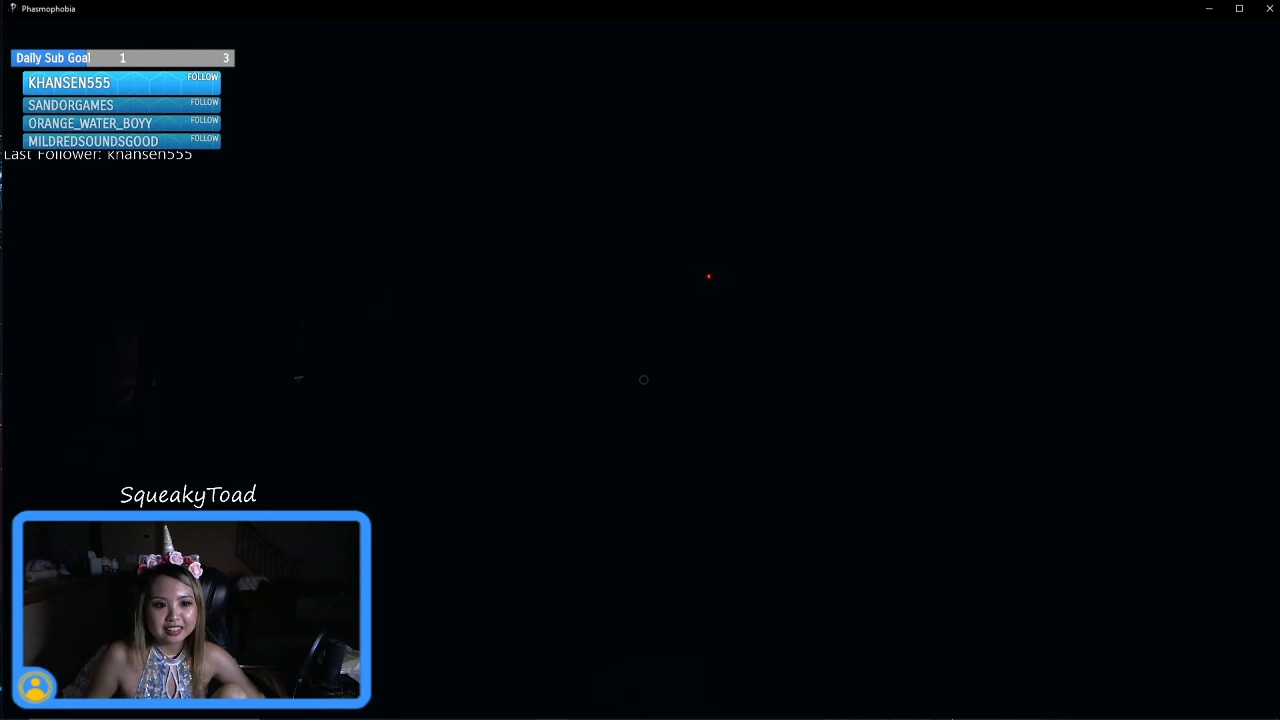 Phasmophobia
Daily Sub Goal 1 3
KHANSEN555 FOLLOW
SANDORGAMES FOLLOW
ORANGE_WATER_BOYY FOLLOW
MILDREDSOUNDSGOOD FOLLOW
Last Follower: khansen555
SqueakyToad